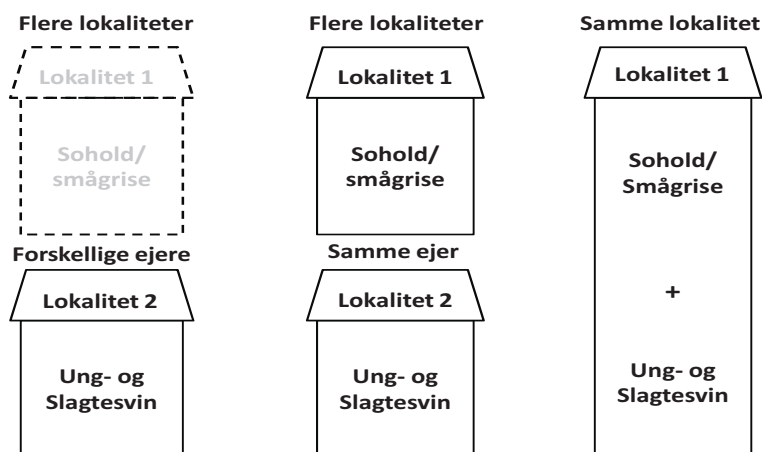 Flere lokaliteter
Lokalitet 1
Sohold/
smågrise
Forskellige ejere
Lokalitet 2
Ung- og
Slagtesvin
Flere lokaliteter
Lokalitet 1
Sohold/
smågrise
Samme ejer
Lokalitet 2
Ung- og
Slagtesvin
Samme lokalitet
Lokalitet 1
Sohold/
Smågrise
+
Ung- og
Slagtesvin